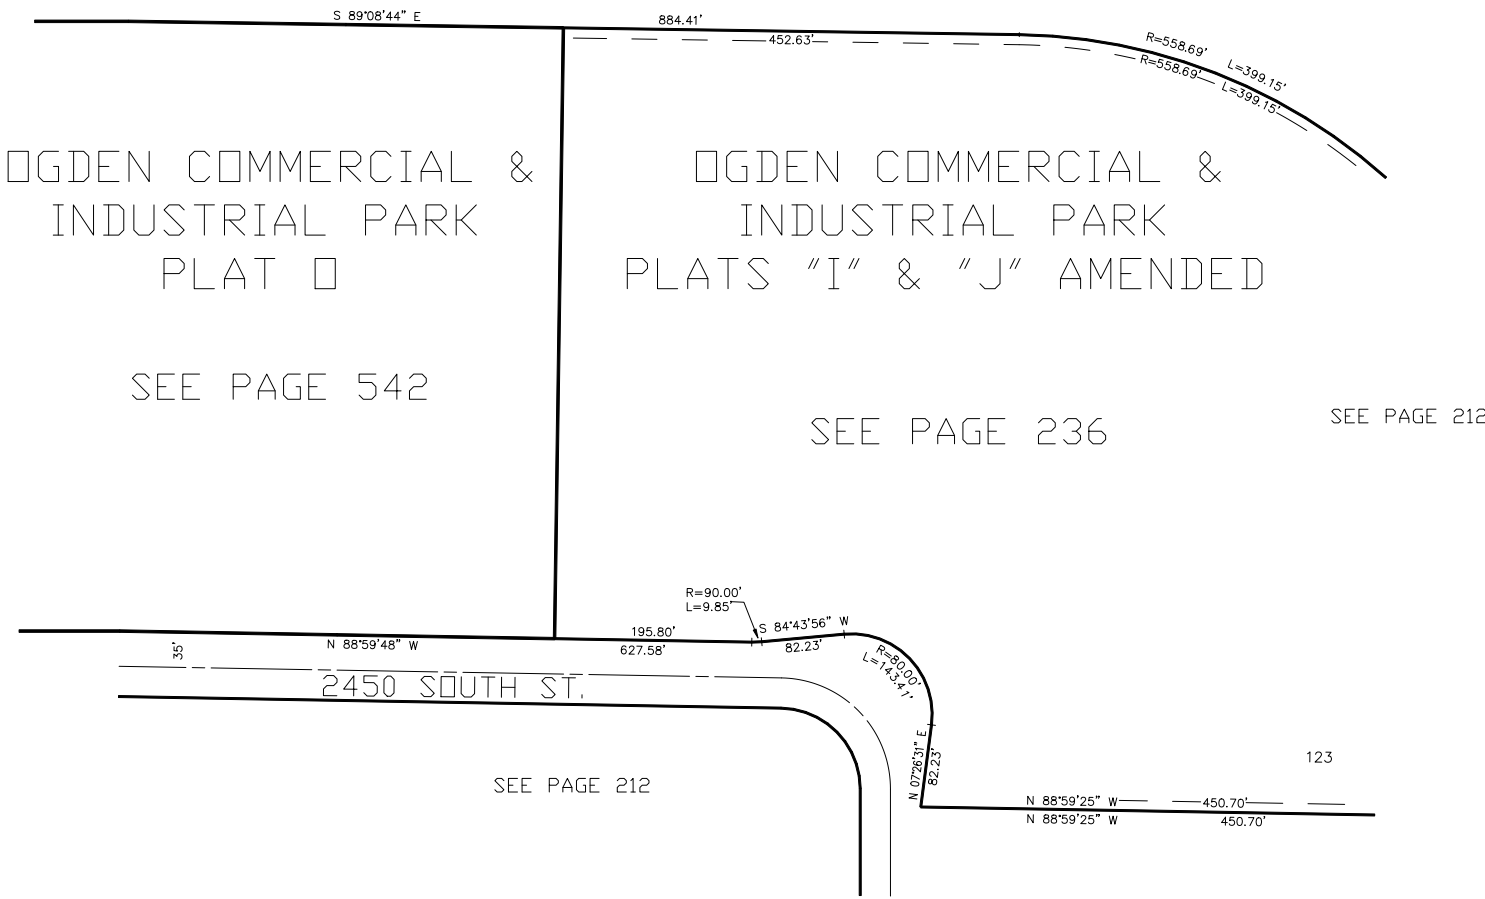 S 89°08'44" E
884.41'
452.63'
R=558.69'
L=399.15'
R=558.69'
L=399.15'
OGDEN COMMERCIAL &
INDUSTRIAL PARK
PLAT O
SEE PAGE 542
OGDEN COMMERCIAL &
INDUSTRIAL PARK
PLATS "I" & "J" AMENDED
SEE PAGE 236
SEE PAGE 212
R=90.00'
L=9.85'
S 84°43'56" W
82.23'
195.80'
627.58'
N 88°59'48" W
35'
2450 SOUTH ST.
R=80.00'
L=143.41'
N 07°26'31" E
82.23'
SEE PAGE 212
123
N 88°59'25" W
450.70'
N 88°59'25" W
450.70'